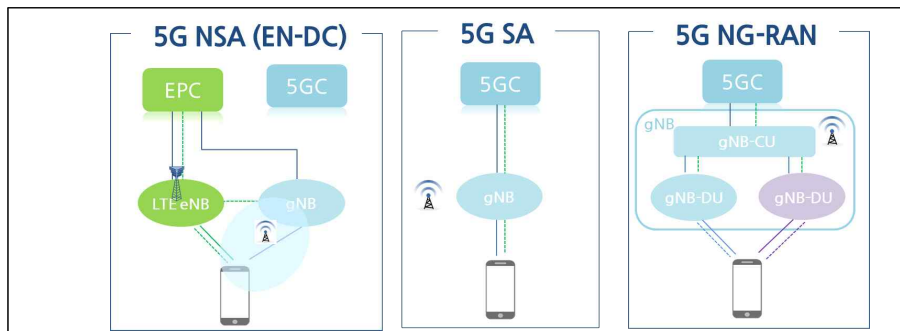 5G NSA (EN-DC)
EPC
5GC
LTE eNB
gNB
5G SA
5GC
gNB
5G NG-RAN
5GC
gNB
gNB-CU
gNB-DU
gNB-DU